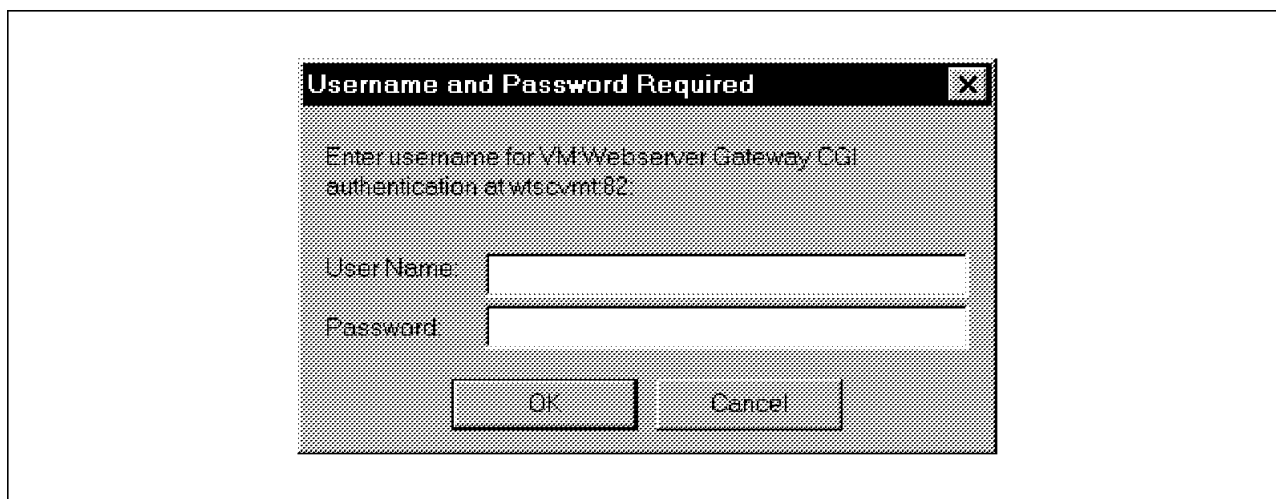 Username and Password Required
Enter username for VM:Webserver Gateway CGI
authentication at wtscvmt:82:
User Name:
Password:
OK
Cancel